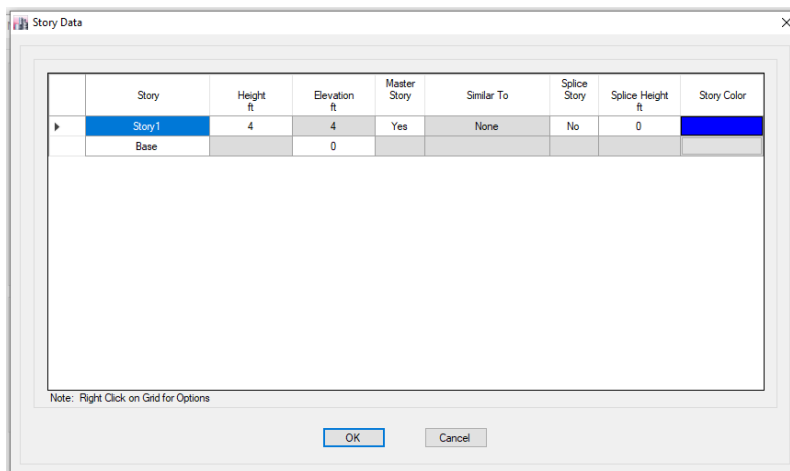 Story Data
Story Height ft Elevation ft Master Story Similar To Splice Story Splice Height ft Story Color
Story1 4 4 Yes None No 0
Base 0
Note: Right Click on Grid for Options
OK Cancel